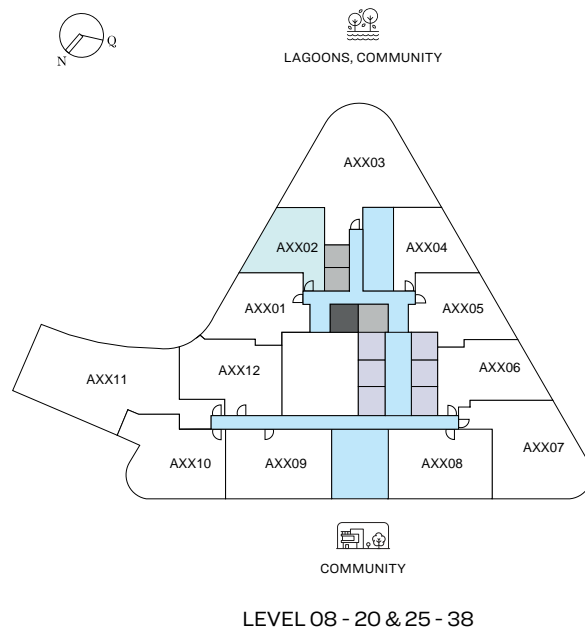 Q
N
LAGOONS, COMMUNITY
AXX03
AXX02
AXX04
AXX01
AXX05
AXX06
AXX11
AXX12
AXX07
AXX10
AXX09
AXX08
COMMUNITY
LEVEL 08 - 20 & 25 - 38